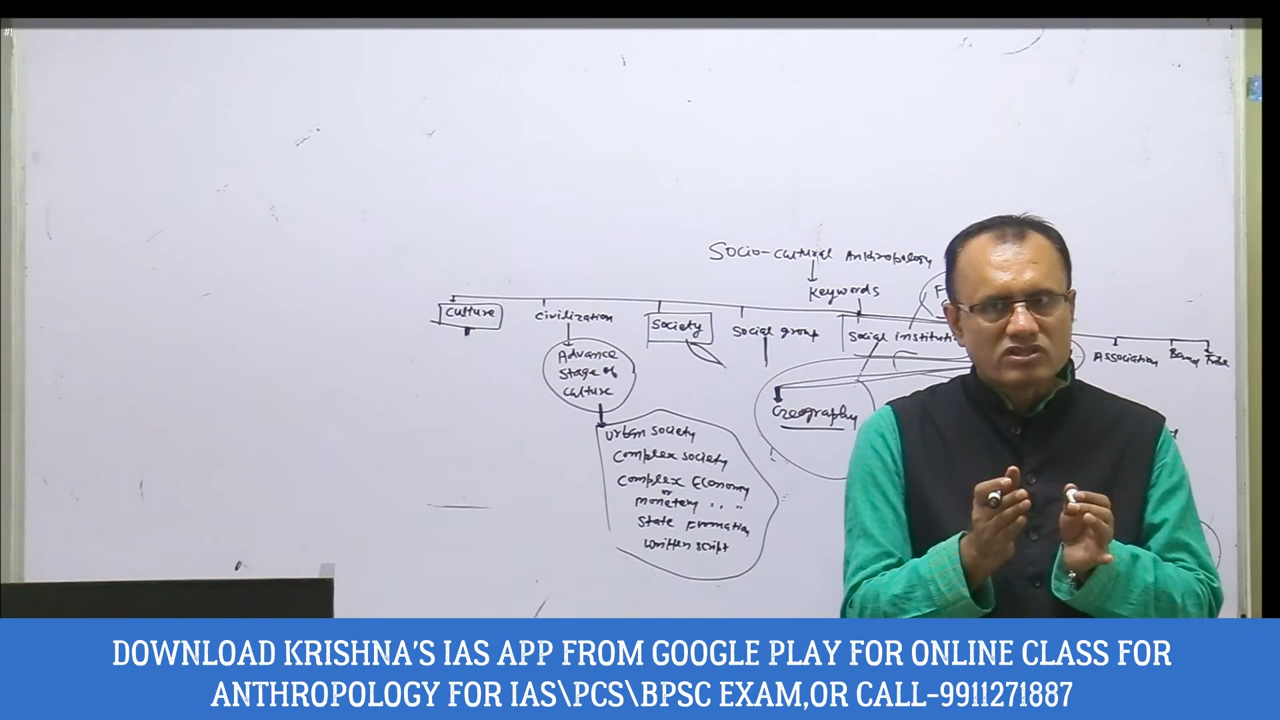 #1
Socio-cultural Anthropology
Keywords
Culture
civilization
Society
Social group
Social instituti
Association
Band
Tribe
Advance
Stage of
culture
Geography
urban society
Complex society
Complex Economy
or
monetary " "
State Formation
written script
DOWNLOAD KRISHNA'S IAS APP FROM GOOGLE PLAY FOR ONLINE CLASS FOR
ANTHROPOLOGY FOR IAS\PCS\BPSC EXAM,OR CALL-9911271887